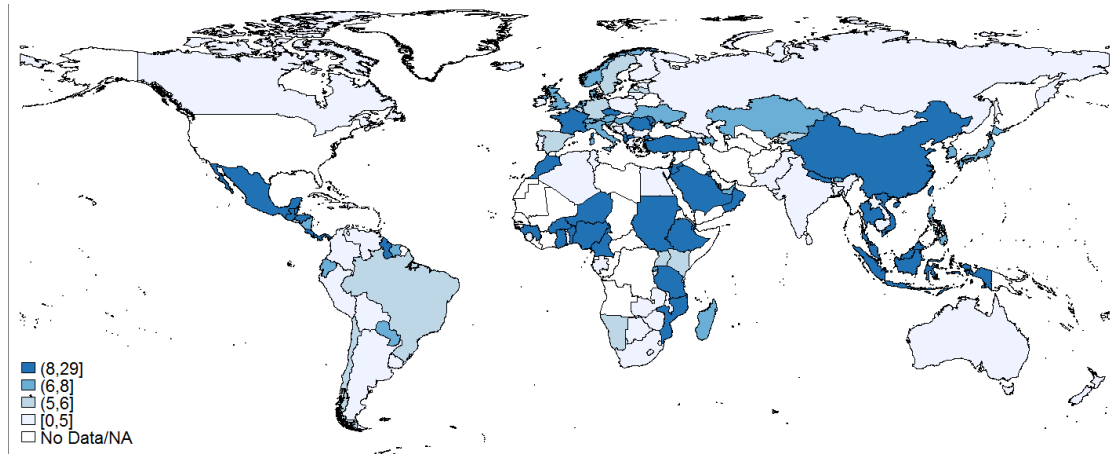 (8,29]
(6,8]
(5,6]
[0,5]
No Data/NA